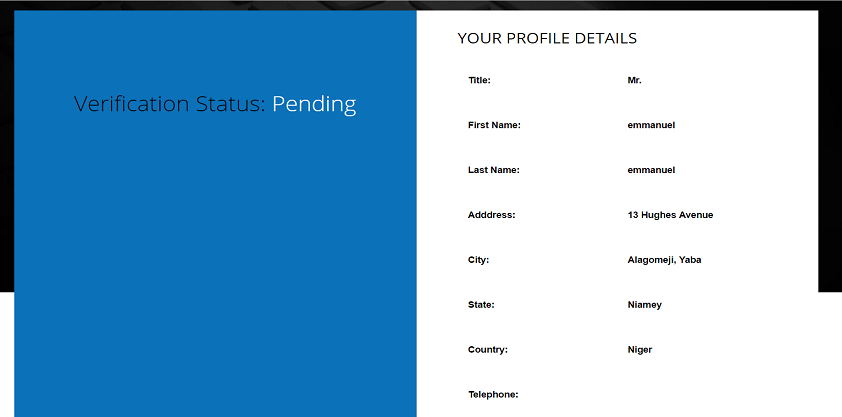 Verification Status: Pending
YOUR PROFILE DETAILS
Title: Mr.
First Name: emmanuel
Last Name: emmanuel
Adddress: 13 Hughes Avenue
City: Alagomeji, Yaba
State: Niamey
Country: Niger
Telephone: